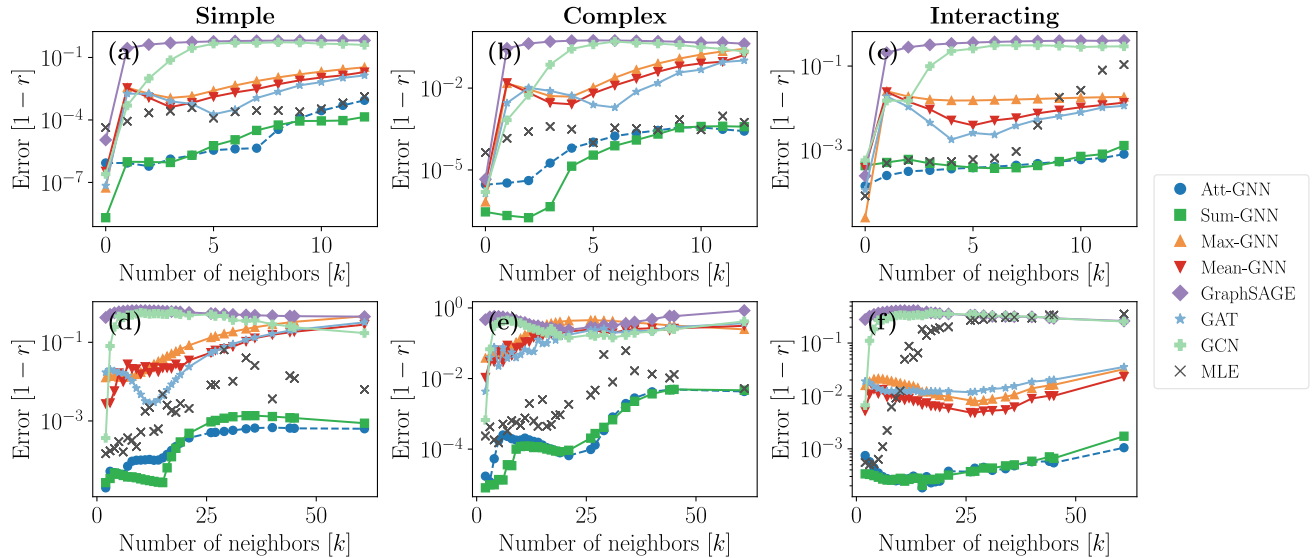 Simple
Complex
Interacting
(a)
(b)
(c)
Error [1 − r]
10⁻¹
10⁻⁴
10⁻⁷
0 5 10
Number of neighbors [k]
Error [1 − r]
10⁻²
10⁻⁵
0 5 10
Number of neighbors [k]
Error [1 − r]
10⁻¹
10⁻³
0 5 10
Number of neighbors [k]
(d)
(e)
(f)
Error [1 − r]
10⁻¹
10⁻³
0 25 50
Number of neighbors [k]
Error [1 − r]
10⁰
10⁻²
10⁻⁴
0 25 50
Number of neighbors [k]
Error [1 − r]
10⁻¹
10⁻²
10⁻³
0 25 50
Number of neighbors [k]
Att-GNN
Sum-GNN
Max-GNN
Mean-GNN
GraphSAGE
GAT
GCN
MLE